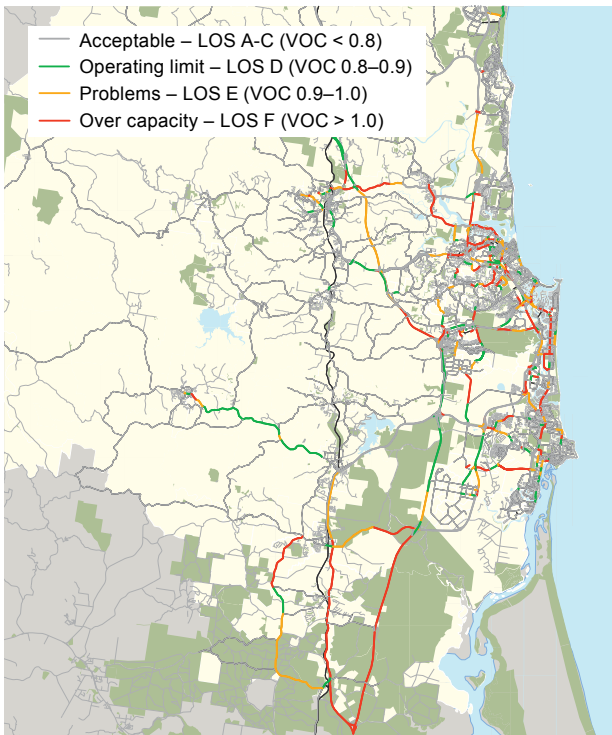 Acceptable – LOS A-C (VOC < 0.8)
Operating limit – LOS D (VOC 0.8–0.9)
Problems – LOS E (VOC 0.9–1.0)
Over capacity – LOS F (VOC > 1.0)